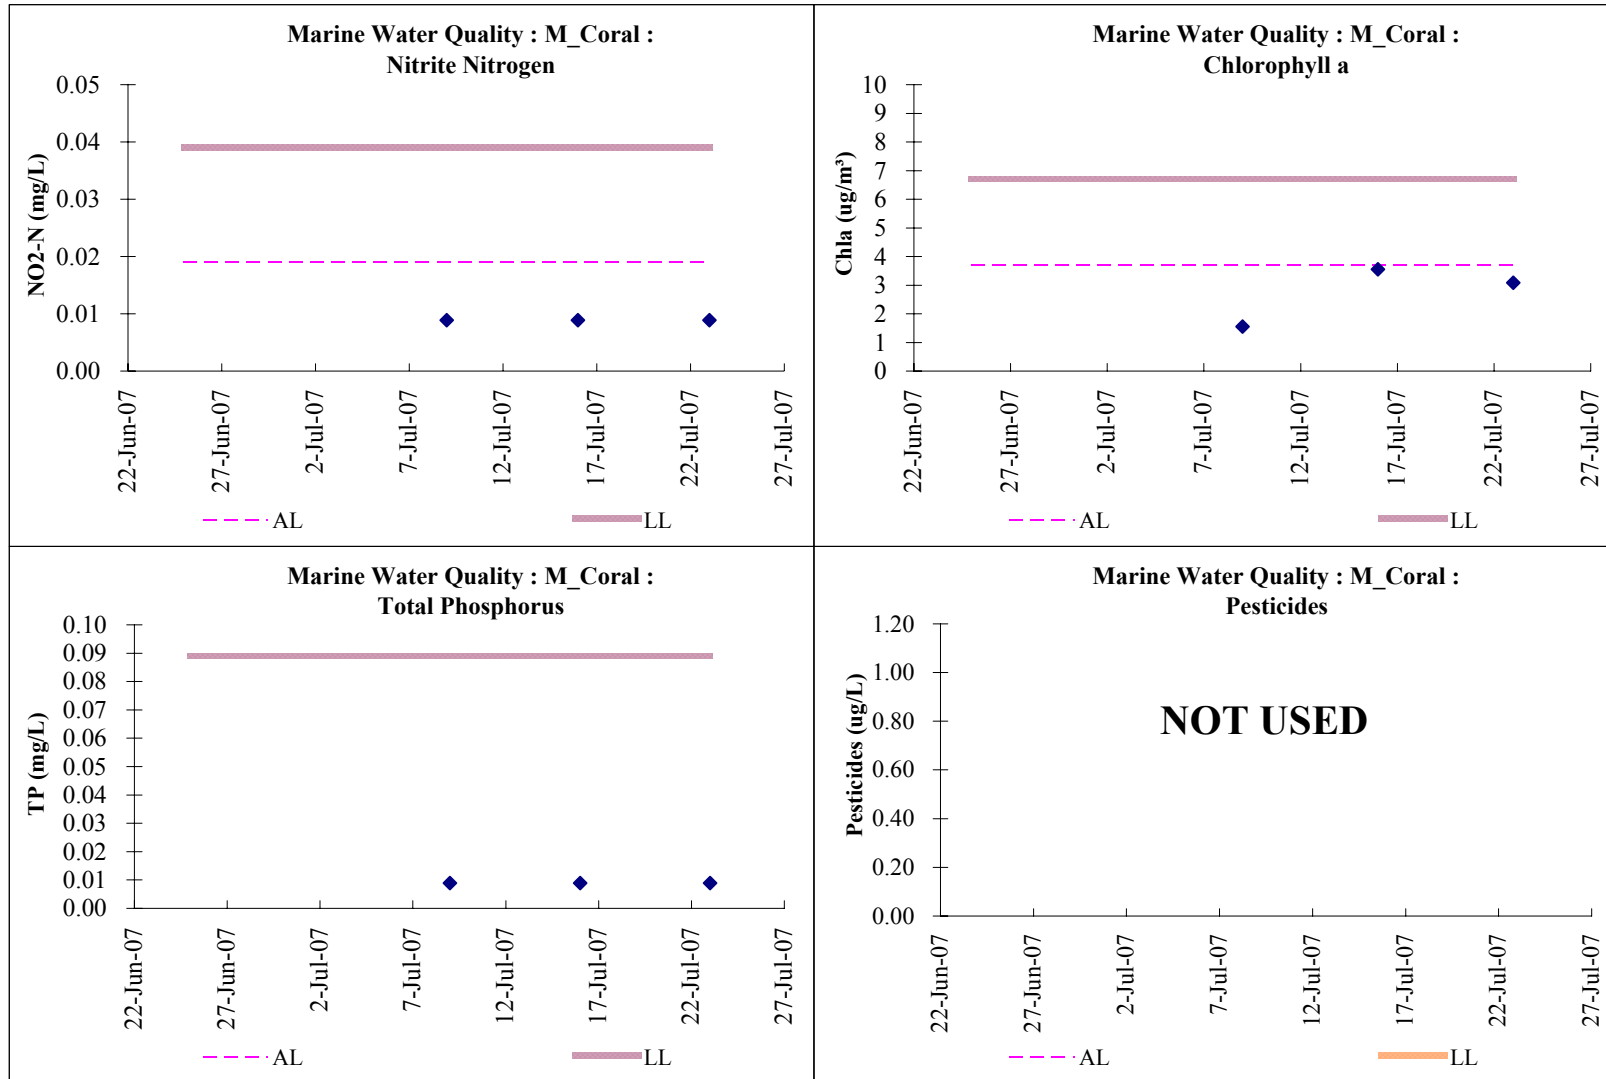 Marine Water Quality : M_Coral :
Nitrite Nitrogen
NO2-N (mg/L)
0.05
0.04
0.03
0.02
0.01
0.00
22-Jun-07
27-Jun-07
2-Jul-07
7-Jul-07
12-Jul-07
17-Jul-07
22-Jul-07
27-Jul-07
AL
LL
Marine Water Quality : M_Coral :
Chlorophyll a
Chla (ug/m³)
10
9
8
7
6
5
4
3
2
1
0
22-Jun-07
27-Jun-07
2-Jul-07
7-Jul-07
12-Jul-07
17-Jul-07
22-Jul-07
27-Jul-07
AL
LL
Marine Water Quality : M_Coral :
Total Phosphorus
TP (mg/L)
0.10
0.09
0.08
0.07
0.06
0.05
0.04
0.03
0.02
0.01
0.00
22-Jun-07
27-Jun-07
2-Jul-07
7-Jul-07
12-Jul-07
17-Jul-07
22-Jul-07
27-Jul-07
AL
LL
Marine Water Quality : M_Coral :
Pesticides
Pesticides (ug/L)
1.20
1.00
0.80
0.60
0.40
0.20
0.00
NOT USED
22-Jun-07
27-Jun-07
2-Jul-07
7-Jul-07
12-Jul-07
17-Jul-07
22-Jul-07
27-Jul-07
AL
LL